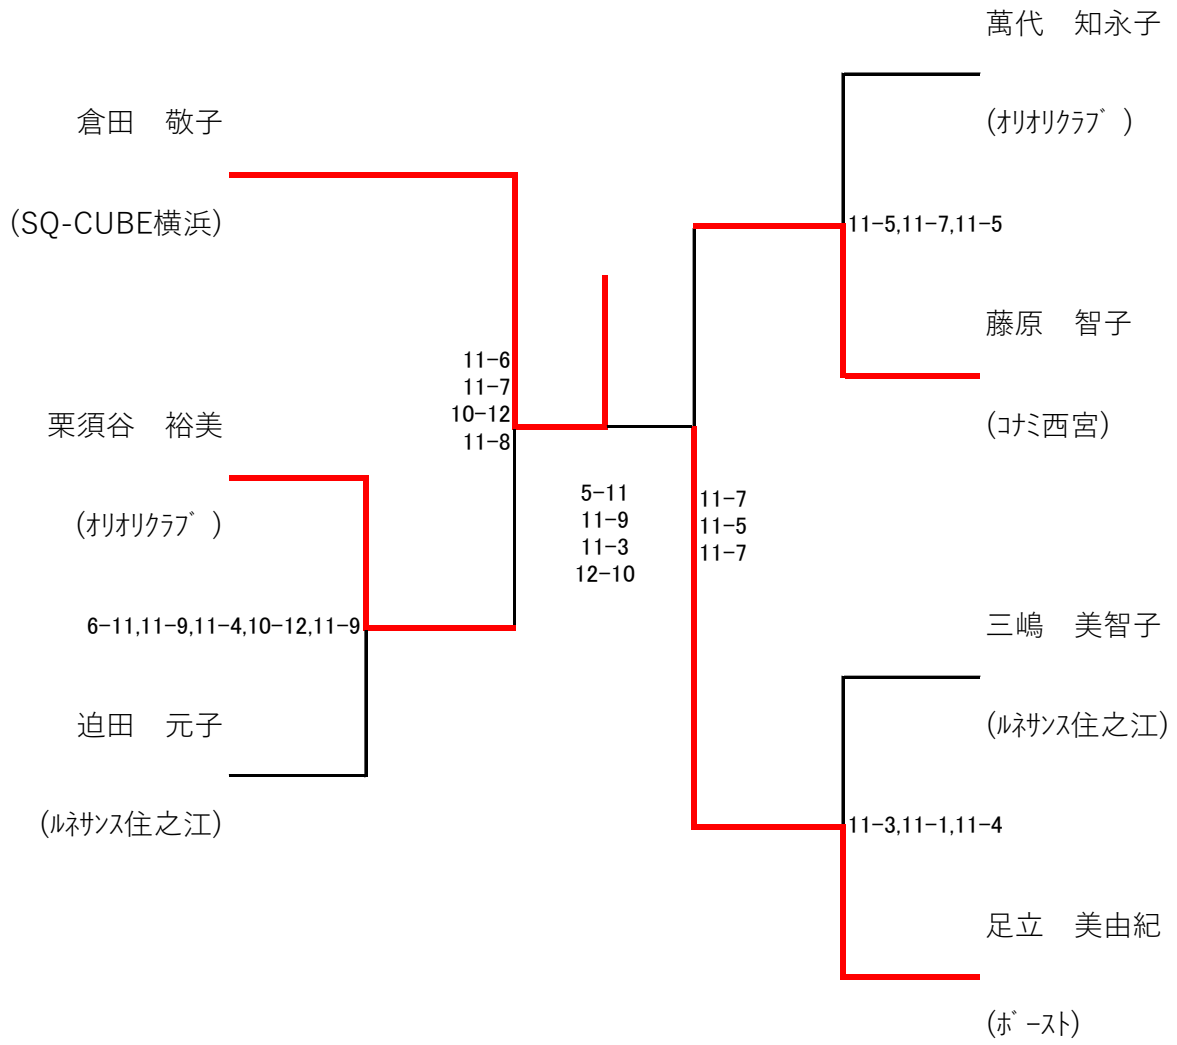 倉田　敬子
(SQ-CUBE横浜)
栗須谷　裕美
(ｵﾘｵﾘｸﾗﾌﾞ)
迫田　元子
(ﾙﾈｻﾝｽ住之江)
6-11,11-9,11-4,10-12,11-9
11-6
11-7
10-12
11-8
5-11
11-9
11-3
12-10
11-7
11-5
11-7
萬代　知永子
(ｵﾘｵﾘｸﾗﾌﾞ)
11-5,11-7,11-5
藤原　智子
(ｺﾅﾐ西宮)
三嶋　美智子
(ﾙﾈｻﾝｽ住之江)
11-3,11-1,11-4
足立　美由紀
(ﾎﾞｰｽﾄ)